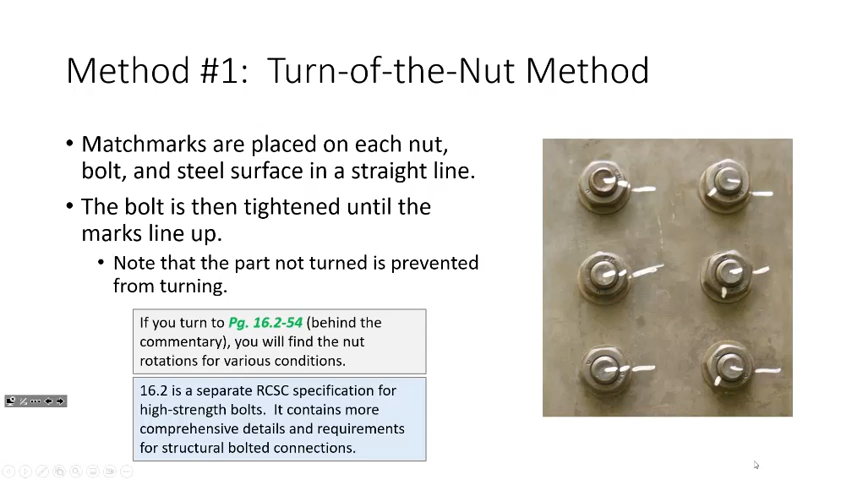 Method #1: Turn-of-the-Nut Method
• Matchmarks are placed on each nut,
bolt, and steel surface in a straight line.
• The bolt is then tightened until the
marks line up.
• Note that the part not turned is prevented
from turning.
If you turn to Pg. 16.2-54 (behind the
commentary), you will find the nut
rotations for various conditions.
16.2 is a separate RCSC specification for
high-strength bolts. It contains more
comprehensive details and requirements
for structural bolted connections.